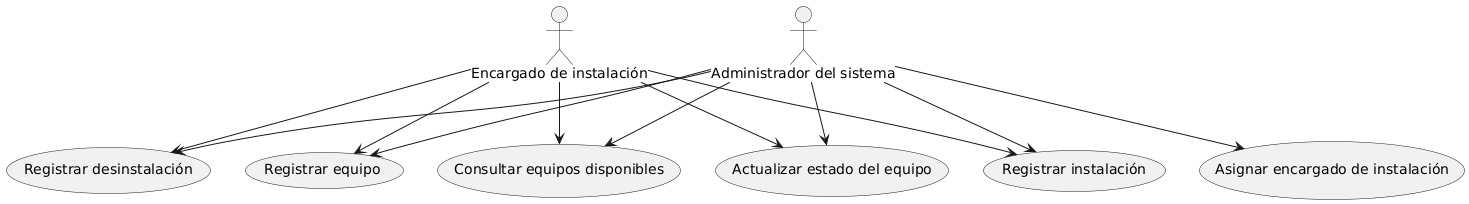 Encargado de instalación
Administrador del sistema
Registrar desinstalación
Registrar equipo
Consultar equipos disponibles
Actualizar estado del equipo
Registrar instalación
Asignar encargado de instalación